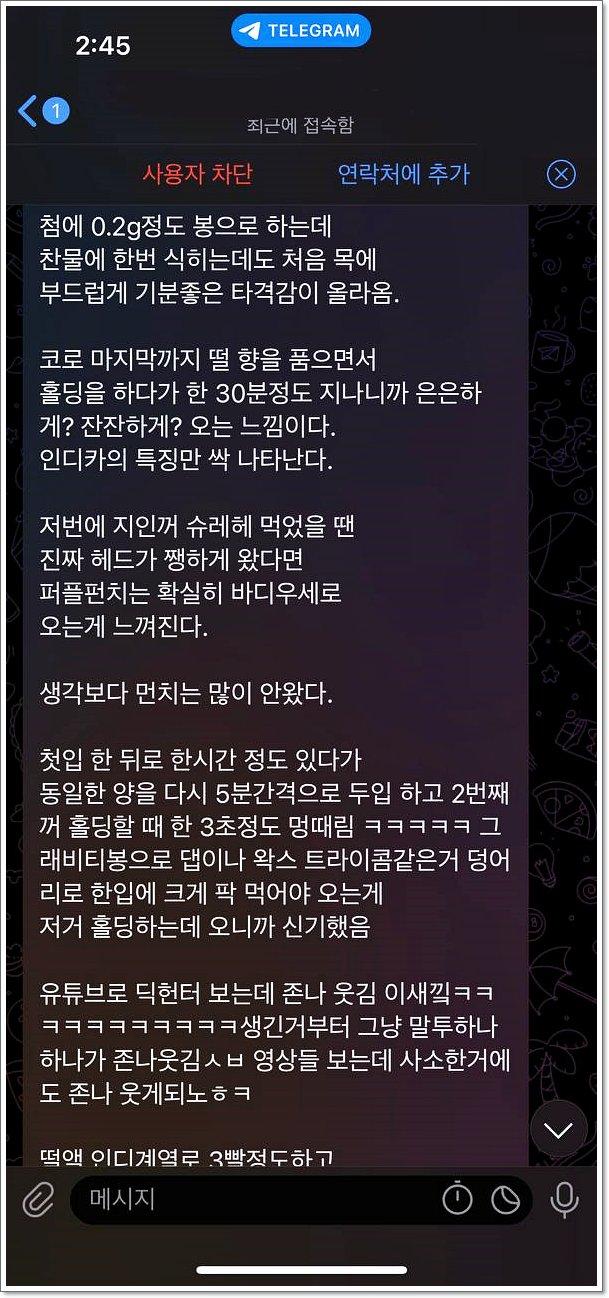 2:45
TELEGRAM
1
최근에 접속함
사용자 차단
연락처에 추가
첨에 0.2g정도 봉으로 하는데
찬물에 한번 식히는데도 처음 목에
부드럽게 기분좋은 타격감이 올라옴.
코로 마지막까지 떨 향을 품으면서
홀딩을 하다가 한 30분정도 지나니까 은은하
게? 잔잔하게? 오는 느낌이다.
인디카의 특징만 싹 나타난다.
저번에 지인꺼 슈레헤 먹었을 땐
진짜 헤드가 쨍하게 왔다면
퍼플펀치는 확실히 바디우세로
오는게 느껴진다.
생각보다 먼치는 많이 안왔다.
첫입 한 뒤로 한시간 정도 있다가
동일한 양을 다시 5분간격으로 두입 하고 2번째
꺼 홀딩할 때 한 3초정도 멍때림 ㅋㅋㅋㅋㅋ 그
래비티봉으로 댑이나 왁스 트라이콤같은거 덩어
리로 한입에 크게 팍 먹어야 오는게
저거 홀딩하는데 오니까 신기했음
유튜브로 딕헌터 보는데 존나 웃김 이새낔ㅋㅋ
ㅋㅋㅋㅋㅋㅋㅋㅋㅋ생긴거부터 그냥 말투하나
하나가 존나웃김ㅅㅂ 영상들 보는데 사소한거에
도 존나 웃게되노ㅎㅋ
떨액 인디계열로 3빨정도하고
메시지